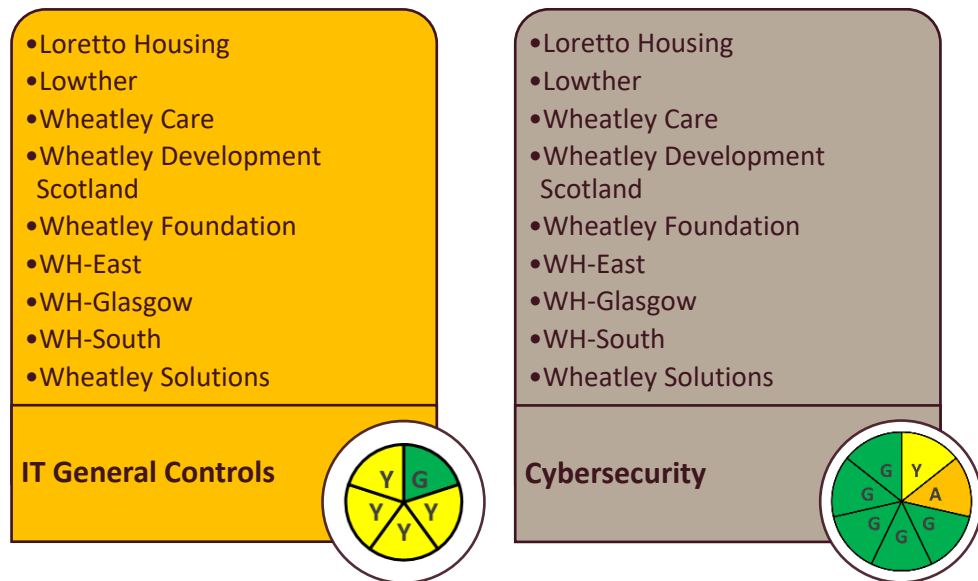 •Loretto Housing
•Lowther
•Wheatley Care
•Wheatley Development
Scotland
•Wheatley Foundation
•WH-East
•WH-Glasgow
•WH-South
•Wheatley Solutions
IT General Controls
Y G
Y Y
Y
•Loretto Housing
•Lowther
•Wheatley Care
•Wheatley Development
Scotland
•Wheatley Foundation
•WH-East
•WH-Glasgow
•WH-South
•Wheatley Solutions
Cybersecurity
G Y
G A
G G
G